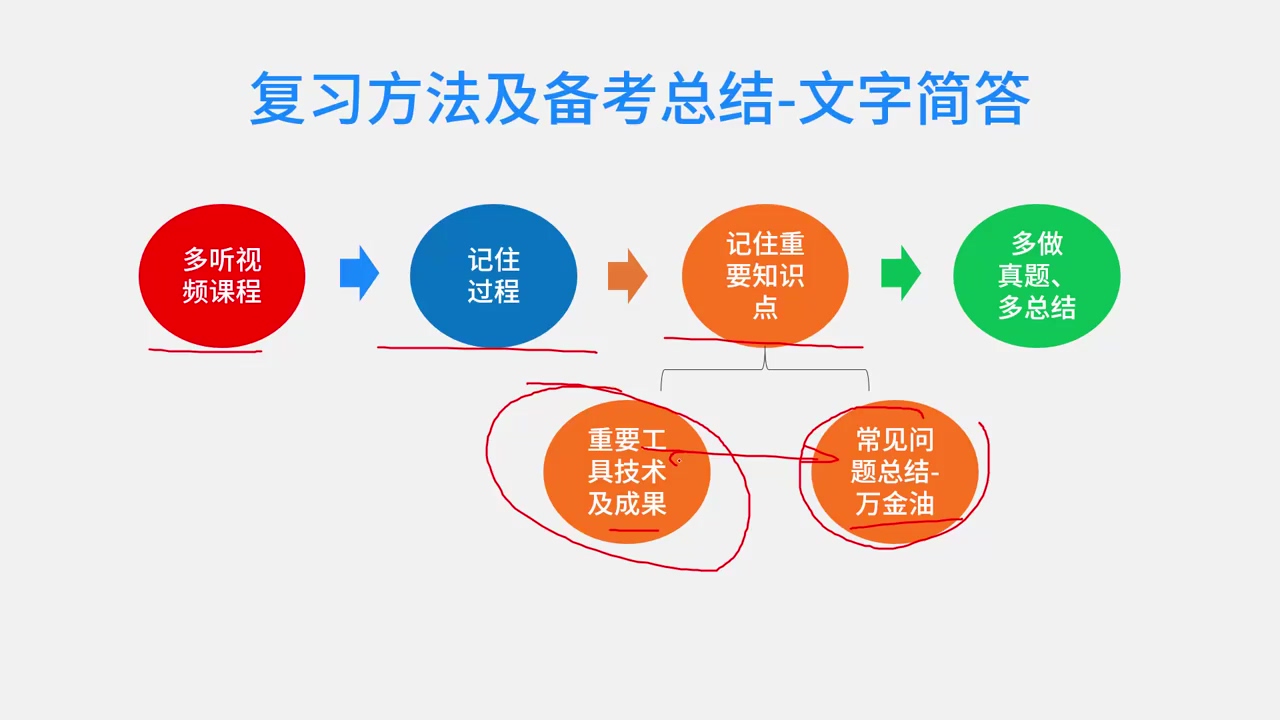 复习方法及备考总结-文字简答
多听视
频课程
记住
过程
记住重
要知识
点
多做
真题、
多总结
重要工
具技术
及成果
常见问
题总结-
万金油